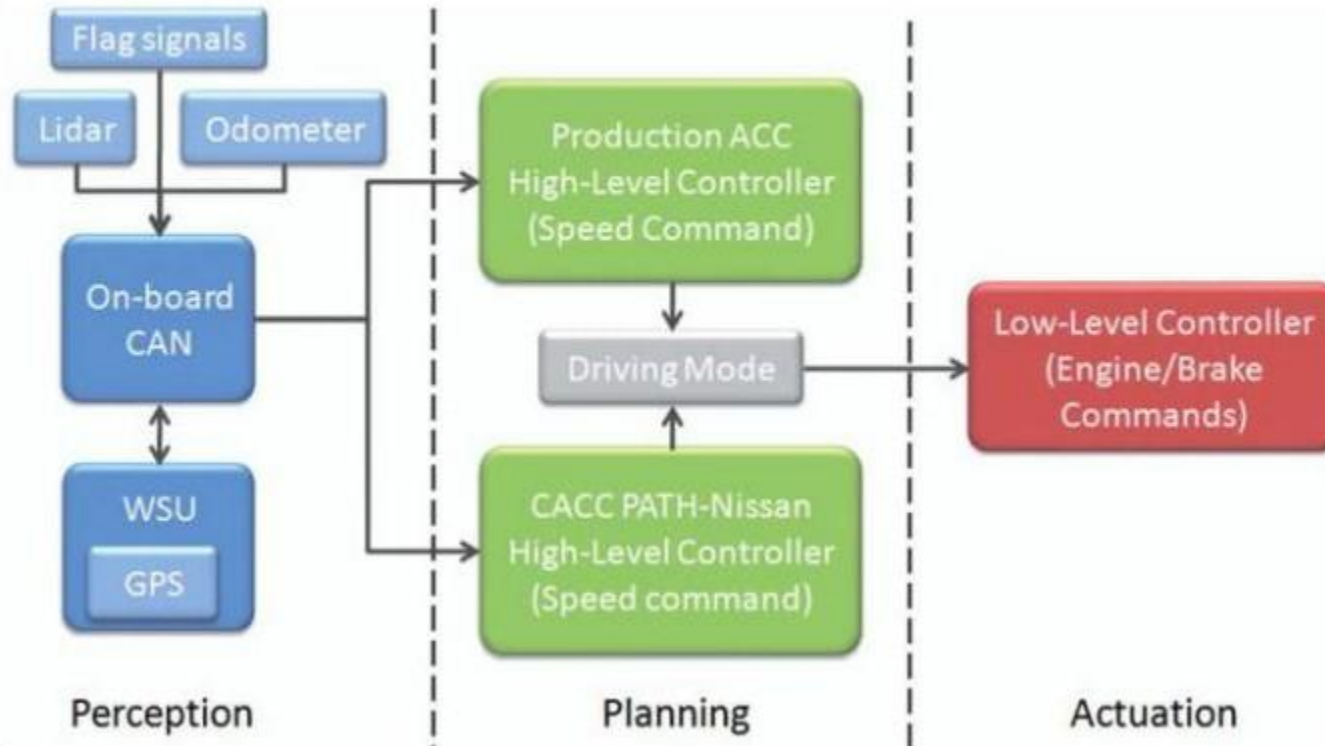 Flag signals
Lidar
Odometer
On-board
CAN
WSU
GPS
Production ACC
High-Level Controller
(Speed Command)
Driving Mode
CACC PATH-Nissan
High-Level Controller
(Speed command)
Low-Level Controller
(Engine/Brake
Commands)
Perception
Planning
Actuation